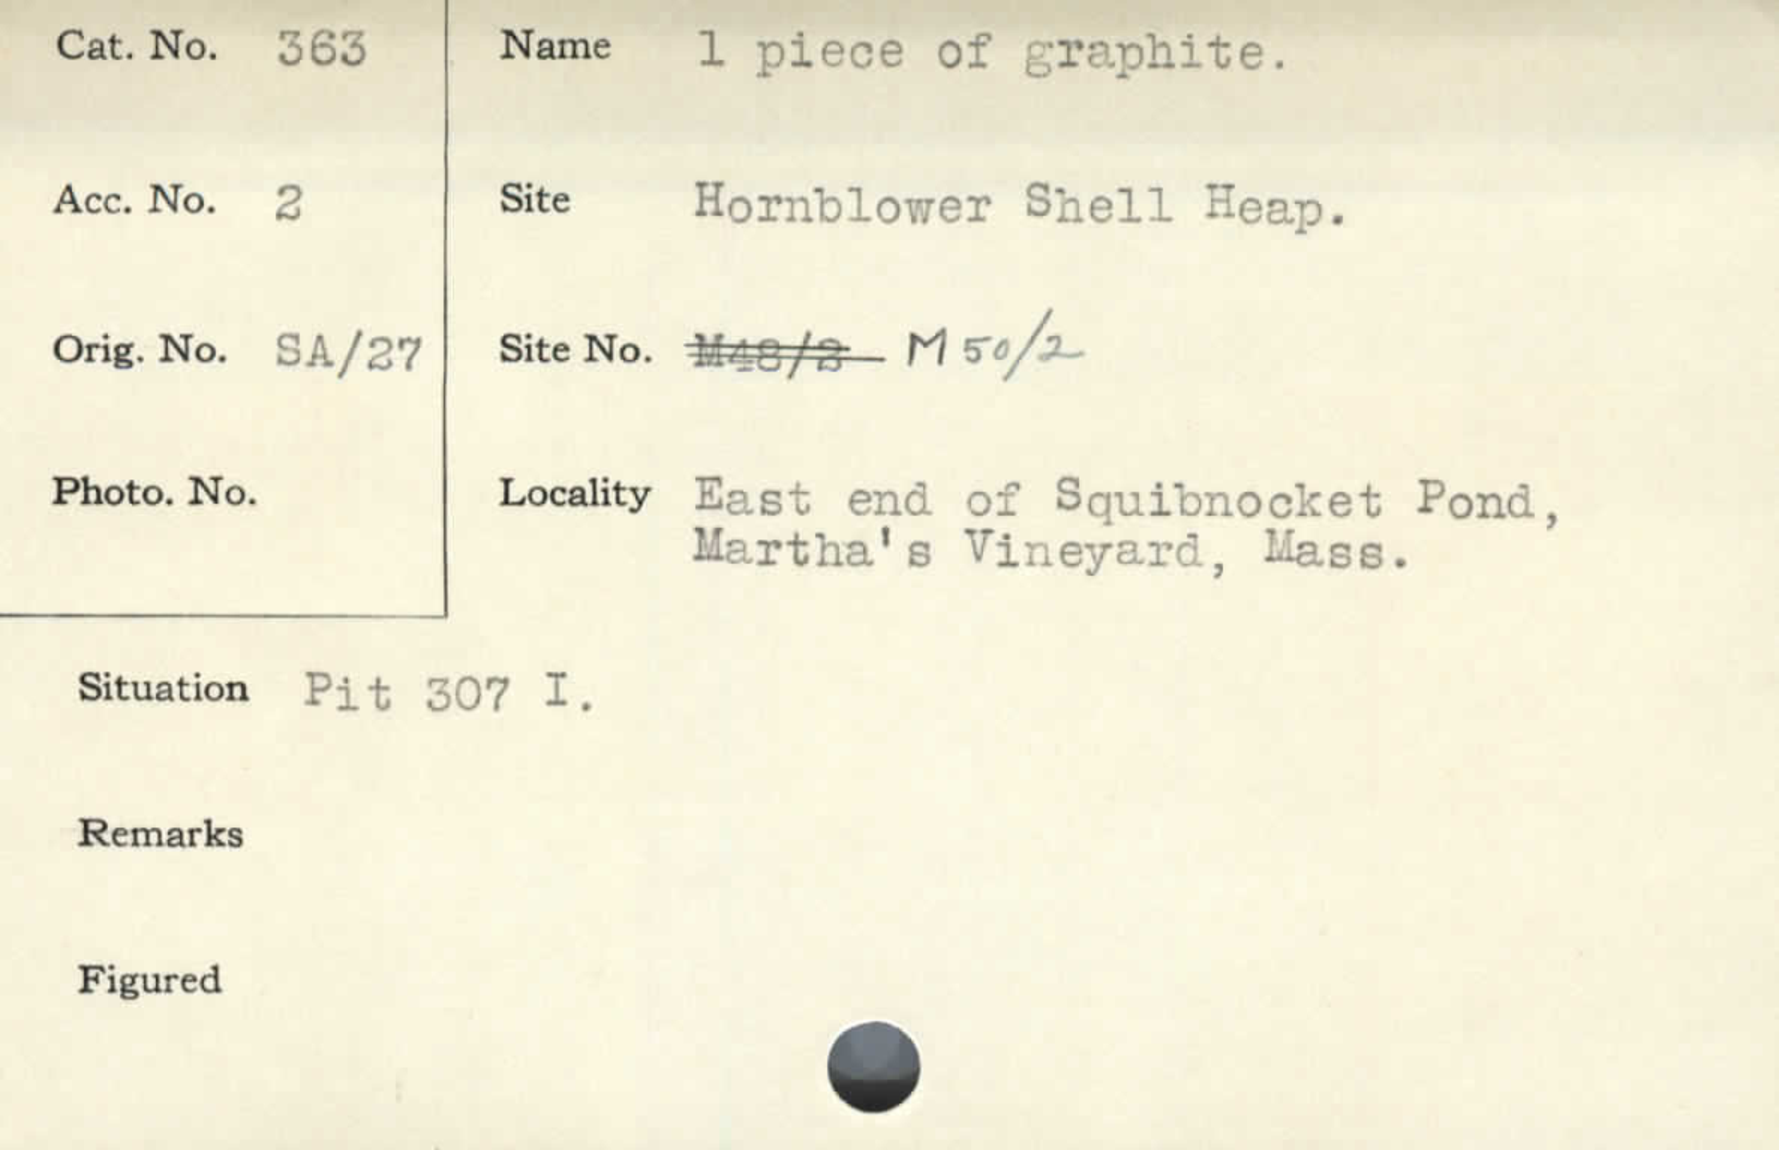 Cat. No. 363 Name 1 piece of graphite.
Acc. No. 2 Site Hornblower Shell Heap.
Orig. No. SA/27 Site No. M48/2 M 50/2
Photo. No. Locality East end of Squibnocket Pond,
Martha's Vineyard, Mass.
Situation Pit 307 I.
Remarks
Figured